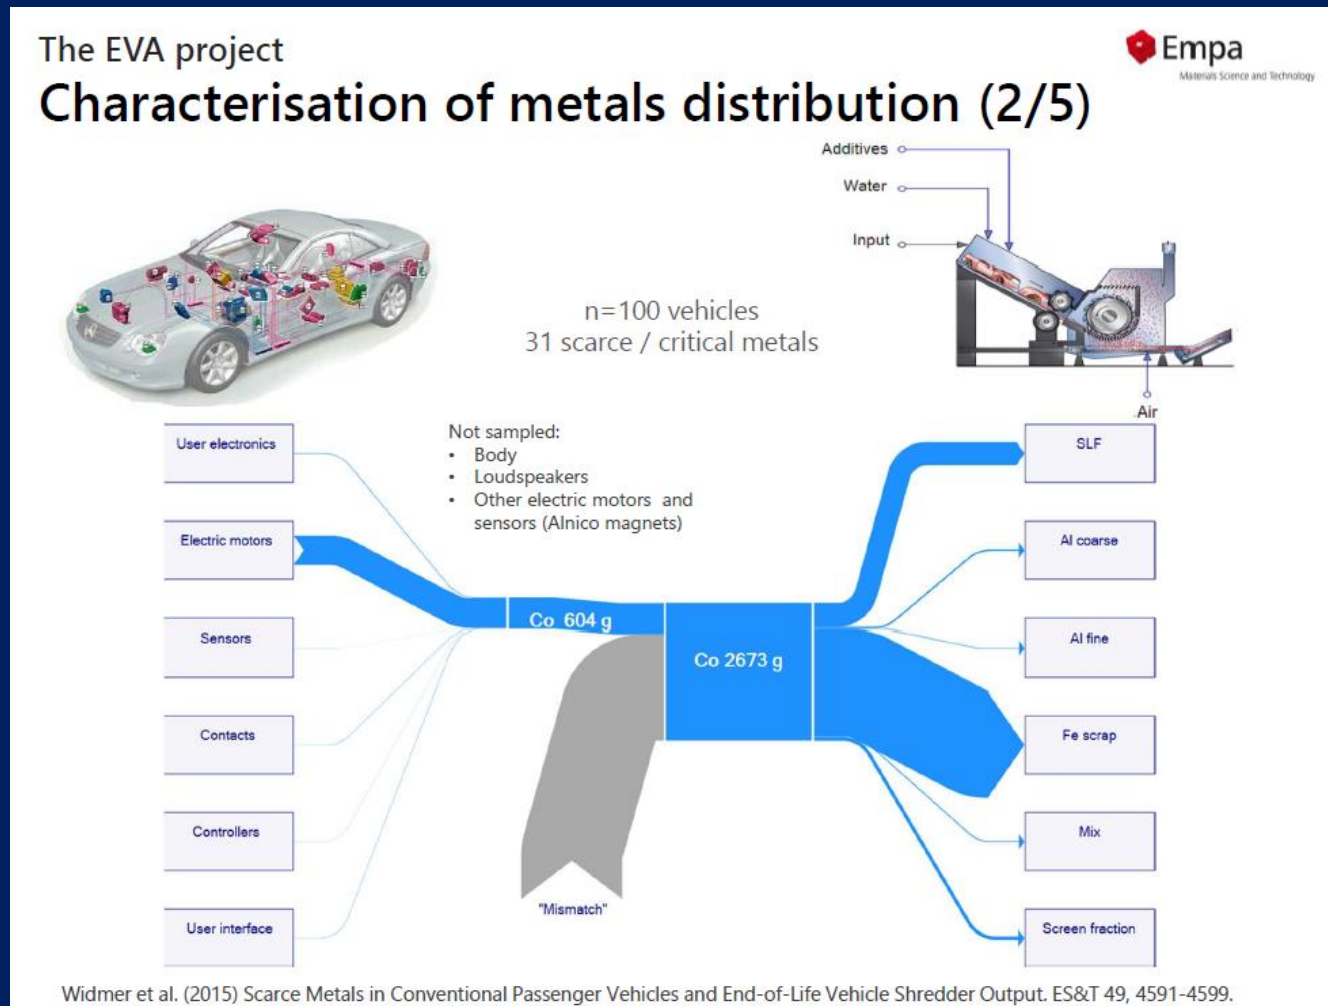 The EVA project
Characterisation of metals distribution (2/5)
Empa
Materials Science and Technology
Additives
Water
Input
Air
n=100 vehicles
31 scarce / critical metals
Not sampled:
• Body
• Loudspeakers
• Other electric motors and
sensors (Alnico magnets)
User electronics
Electric motors
Sensors
Contacts
Controllers
User interface
Co 604 g
Co 2673 g
"Mismatch"
SLF
Al coarse
Al fine
Fe scrap
Mix
Screen fraction
Widmer et al. (2015) Scarce Metals in Conventional Passenger Vehicles and End-of-Life Vehicle Shredder Output. ES&T 49, 4591-4599.